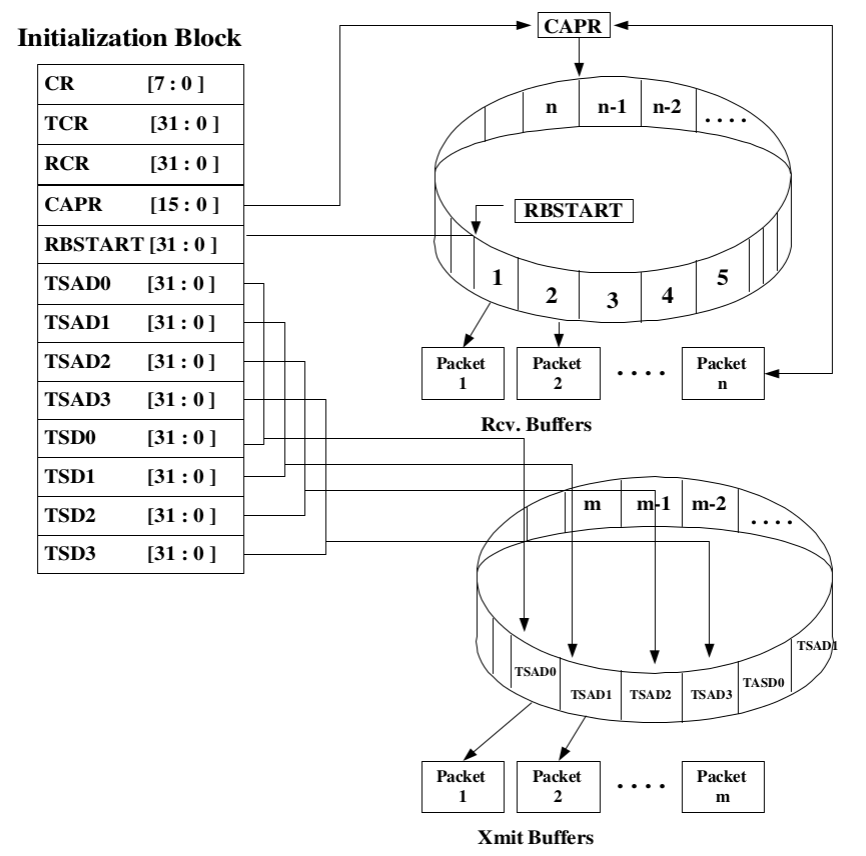 Initialization Block
CR [7 : 0 ]
TCR [31 : 0 ]
RCR [31 : 0 ]
CAPR [15 : 0 ]
RBSTART [31 : 0 ]
TSAD0 [31 : 0 ]
TSAD1 [31 : 0 ]
TSAD2 [31 : 0 ]
TSAD3 [31 : 0 ]
TSD0 [31 : 0 ]
TSD1 [31 : 0 ]
TSD2 [31 : 0 ]
TSD3 [31 : 0 ]
CAPR
n n-1 n-2 ....
RBSTART
1 2 3 4 5
Packet
1
Packet
2
....
Packet
n
Rcv. Buffers
m m-1 m-2 ....
TSAD0 TSAD1 TSAD2 TSAD3 TASD0 TSAD1
Packet
1
Packet
2
....
Packet
m
Xmit Buffers